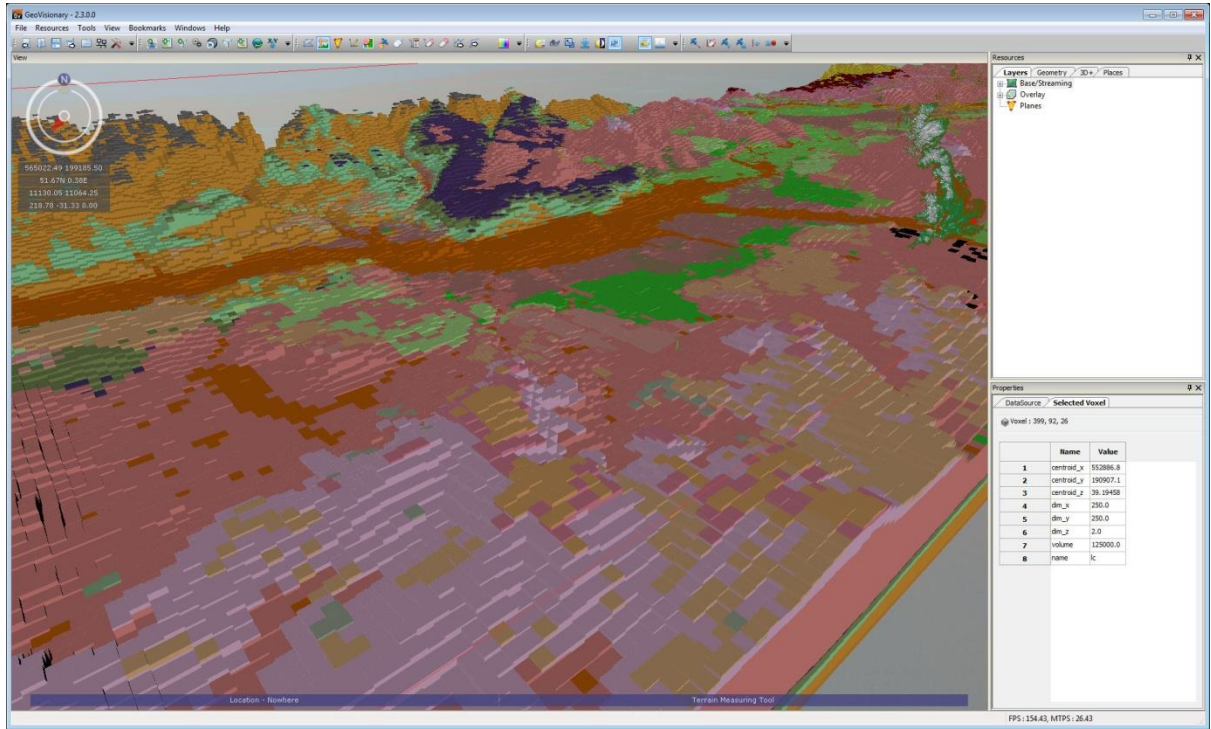 GeoVisionary - 2.3.0.0
File Resources Tools View Bookmarks Windows Help
View
N
565022.49 199185.50
51.67N 0.38E
11130.05 11064.25
218.78 -31.33 0.00
Location - Nowhere
Terrain Measuring Tool
Resources
Layers Geometry 3D+ Places
Base/Streaming
Overlay
Planes
Properties
DataSource Selected Voxel
Voxel : 399, 92, 26
Name Value
1 centroid_x 552886.8
2 centroid_y 190907.1
3 centroid_z 39.19458
4 dim_x 250.0
5 dim_y 250.0
6 dim_z 2.0
7 volume 125000.0
8 name lc
FPS : 154.43, MTPS : 26.43